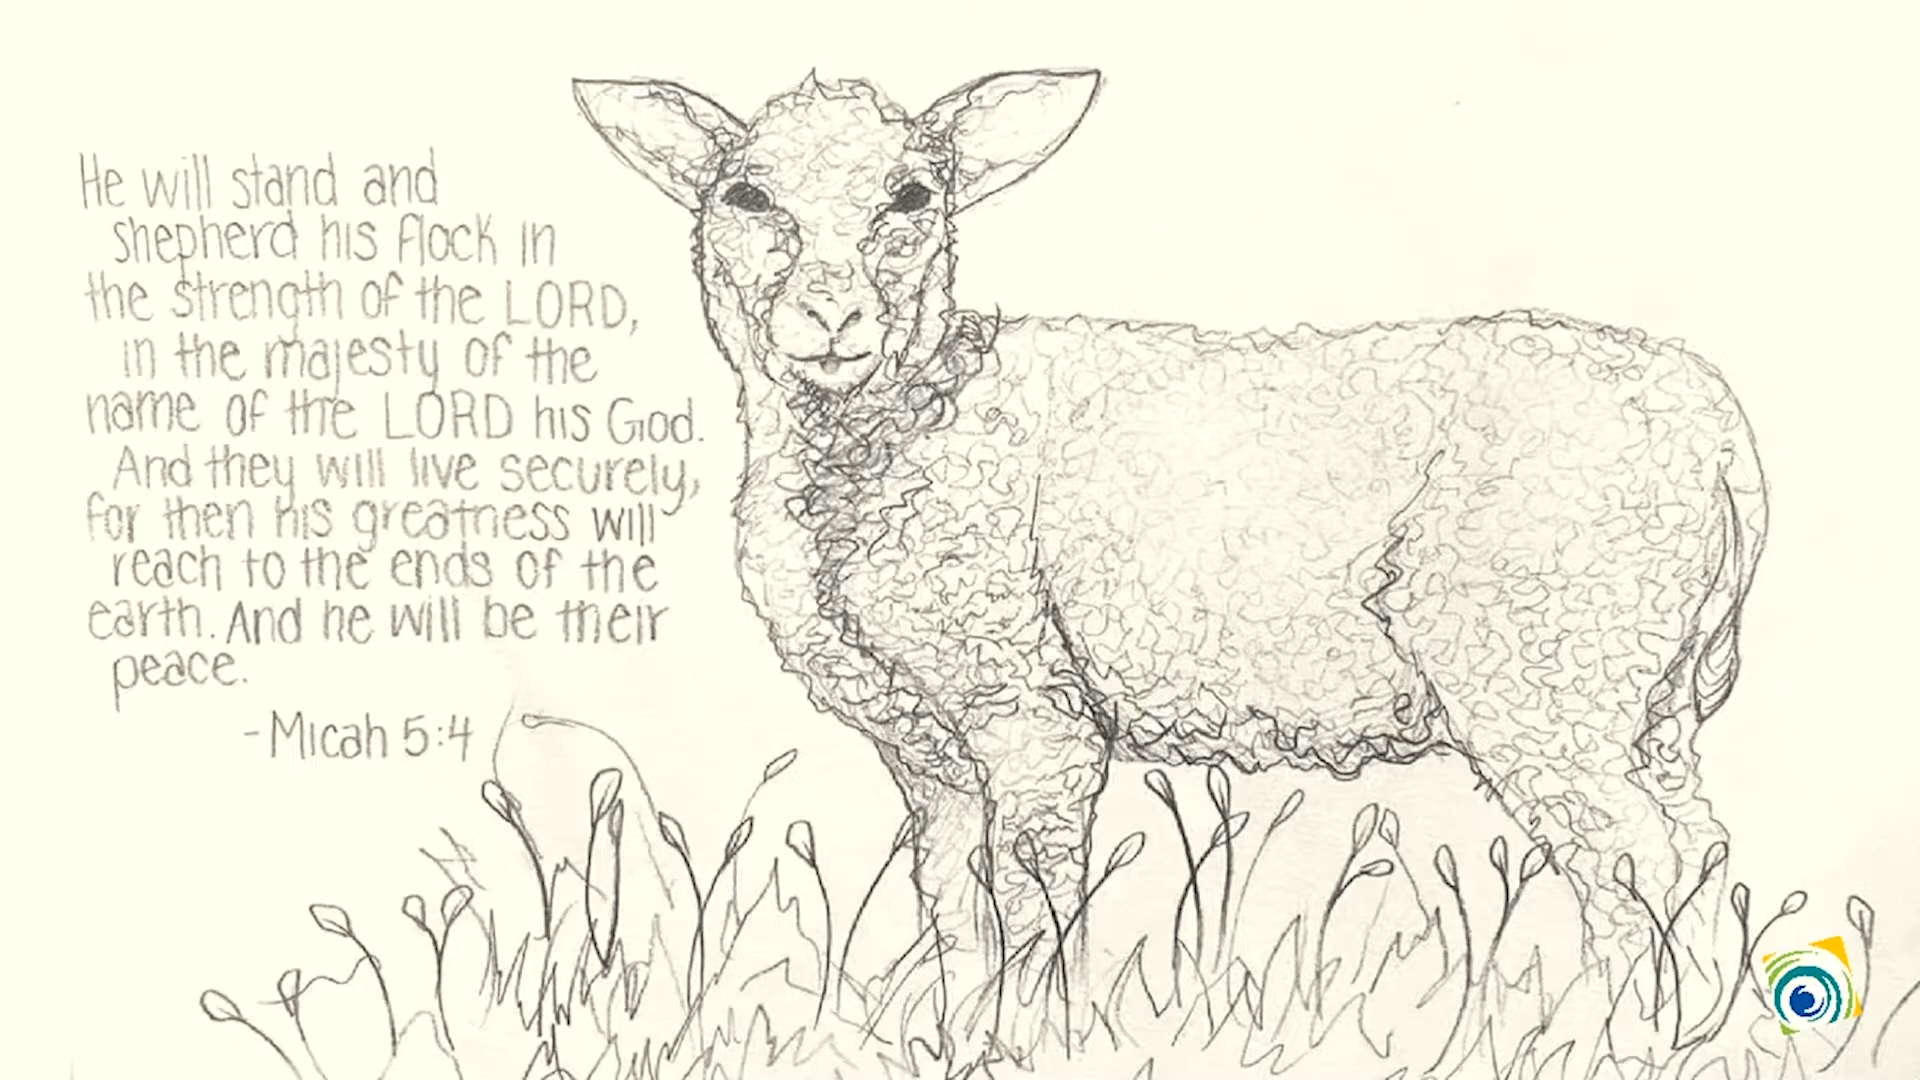 He will stand and
shepherd his flock in
the strength of the LORD,
in the majesty of the
name of the LORD his God.
And they will live securely,
for then his greatness will
reach to the ends of the
earth. And he will be their
peace.
-Micah 5:4